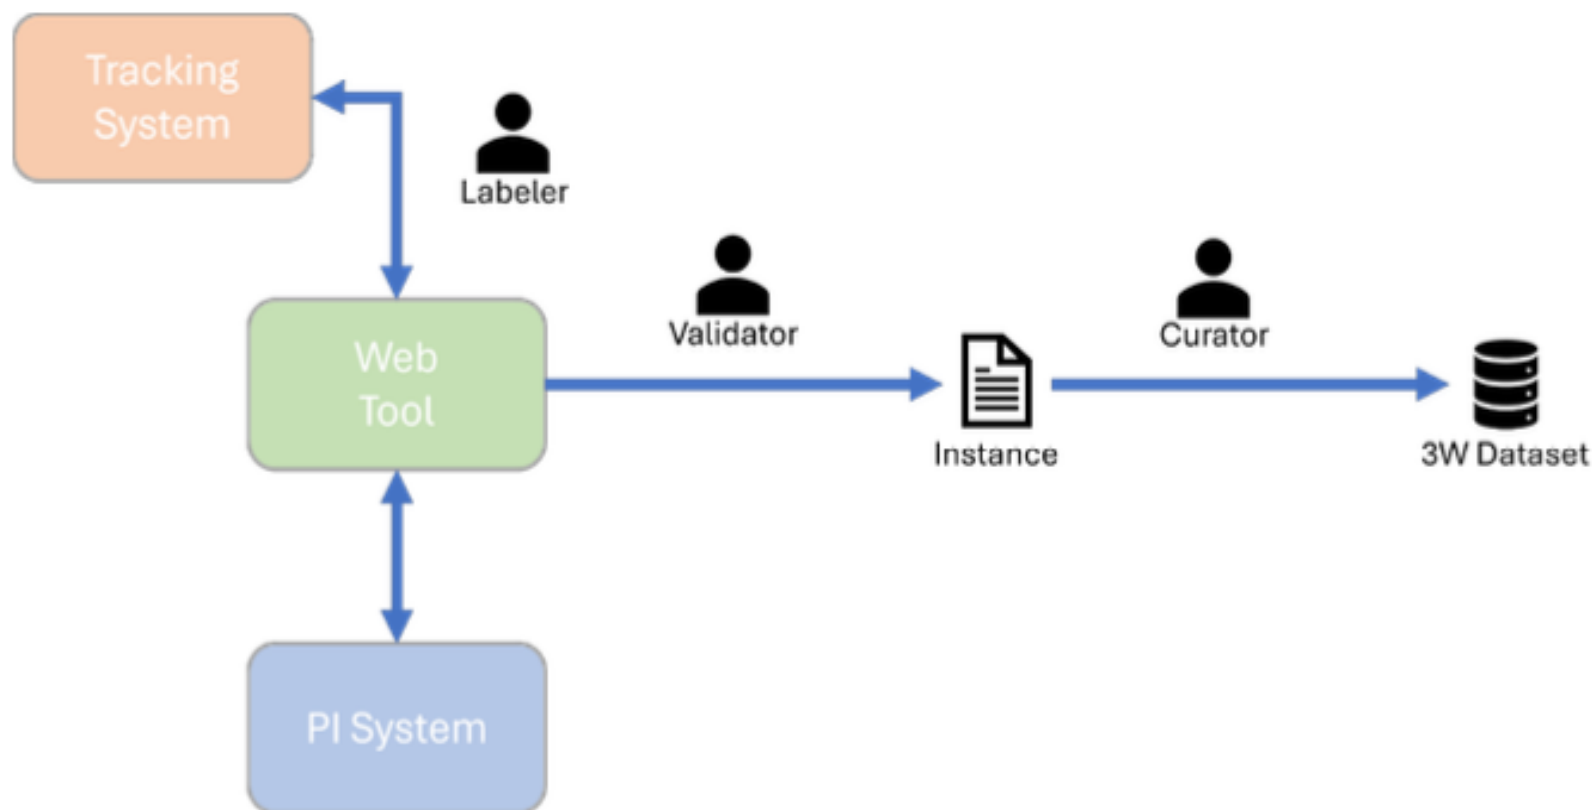 Tracking
System
Labeler
Validator
Curator
Web
Tool
Instance
3W Dataset
PI System